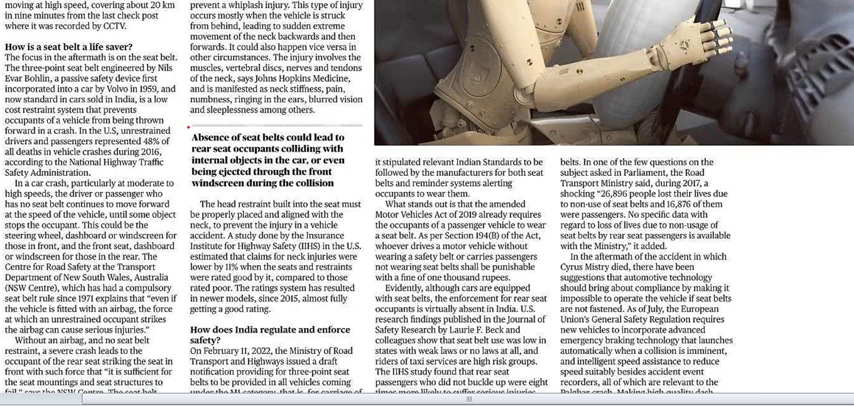 moving at high speed, covering about 20 km
in nine minutes from the last check post
where it was recorded by CCTV.
How is a seat belt a life saver?
The focus in the aftermath is on the seat belt.
The three-point seat belt engineered by Nils
Evar Bohlin, a passive safety device first
incorporated into a car by Volvo in 1959, and
now standard in cars sold in India, is a low
cost restraint system that prevents
occupants of a vehicle from being thrown
forward in a crash. In the U.S, unrestrained
drivers and passengers represented 48% of
all deaths in vehicle crashes during 2016,
according to the National Highway Traffic
Safety Administration.
In a car crash, particularly at moderate to
high speeds, the driver or passenger who
has no seat belt continues to move forward
at the speed of the vehicle, until some object
stops the occupant. This could be the
steering wheel, dashboard or windscreen for
those in front, and the front seat, dashboard
or windscreen for those in the rear. The
Centre for Road Safety at the Transport
Department of New South Wales, Australia
(NSW Centre), which has had a compulsory
seat belt rule since 1971 explains that “even if
the vehicle is fitted with an airbag, the force
at which an unrestrained occupant strikes
the airbag can cause serious injuries.”
Without an airbag, and no seat belt
restraint, a severe crash leads to the
occupant of the rear seat striking the seat in
front with such force that “it is sufficient for
the seat mountings and seat structures to
fail,” says the NSW Centre. The seat belt
prevent a whiplash injury. This type of injury
occurs mostly when the vehicle is struck
from behind, leading to sudden extreme
movement of the neck backwards and then
forwards. It could also happen vice versa in
other circumstances. The injury involves the
muscles, vertebral discs, nerves and tendons
of the neck, says Johns Hopkins Medicine,
and is manifested as neck stiffness, pain,
numbness, ringing in the ears, blurred vision
and sleeplessness among others.
Absence of seat belts could lead to
rear seat occupants colliding with
internal objects in the car, or even
being ejected through the front
windscreen during the collision
The head restraint built into the seat must
be properly placed and aligned with the
neck, to prevent the injury in a vehicle
accident. A study done by the Insurance
Institute for Highway Safety (IIHS) in the U.S.
estimated that claims for neck injuries were
lower by 11% when the seats and restraints
were rated good by it, compared to those
rated poor. The ratings system has resulted
in newer models, since 2015, almost fully
getting a good rating.
How does India regulate and enforce
safety?
On February 11, 2022, the Ministry of Road
Transport and Highways issued a draft
notification providing for three-point seat
belts to be provided in all vehicles coming
under the M1 category, that is, for carriage of
it stipulated relevant Indian Standards to be
followed by the manufacturers for both seat
belts and reminder systems alerting
occupants to wear them.
What stands out is that the amended
Motor Vehicles Act of 2019 already requires
the occupants of a passenger vehicle to wear
a seat belt. As per Section 194(B) of the Act,
whoever drives a motor vehicle without
wearing a safety belt or carries passengers
not wearing seat belts shall be punishable
with a fine of one thousand rupees.
Evidently, although cars are equipped
with seat belts, the enforcement for rear seat
occupants is virtually absent in India. U.S.
research findings published in the Journal of
Safety Research by Laurie F. Beck and
colleagues show that seat belt use was low in
states with weak laws or no laws at all, and
riders of taxi services are high risk groups.
The IIHS study found that rear seat
passengers who did not buckle up were eight
times more likely to suffer serious injuries
belts. In one of the few questions on the
subject asked in Parliament, the Road
Transport Ministry said, during 2017, a
shocking “26,896 people lost their lives due
to non-use of seat belts and 16,876 of them
were passengers. No specific data with
regard to loss of lives due to non-usage of
seat belts by rear seat passengers is available
with the Ministry,” it added.
In the aftermath of the accident in which
Cyrus Mistry died, there have been
suggestions that automotive technology
should bring about compliance by making it
impossible to operate the vehicle if seat belts
are not fastened. As of July, the European
Union’s General Safety Regulation requires
new vehicles to incorporate advanced
emergency braking technology that launches
automatically when a collision is imminent,
and intelligent speed assistance to reduce
speed suitably besides accident event
recorders, all of which are relevant to the
Palghar crash. Making high quality dash